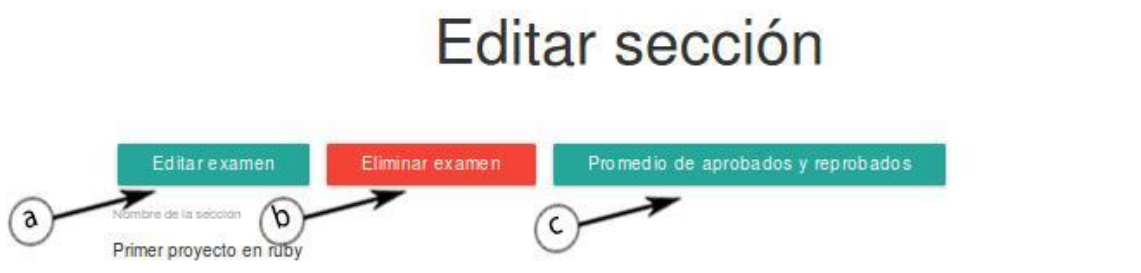 Editar sección
Editar examen
Eliminar examen
Promedio de aprobados y reprobados
a
Nombre de la sección
b
c
Primer proyecto en ruby